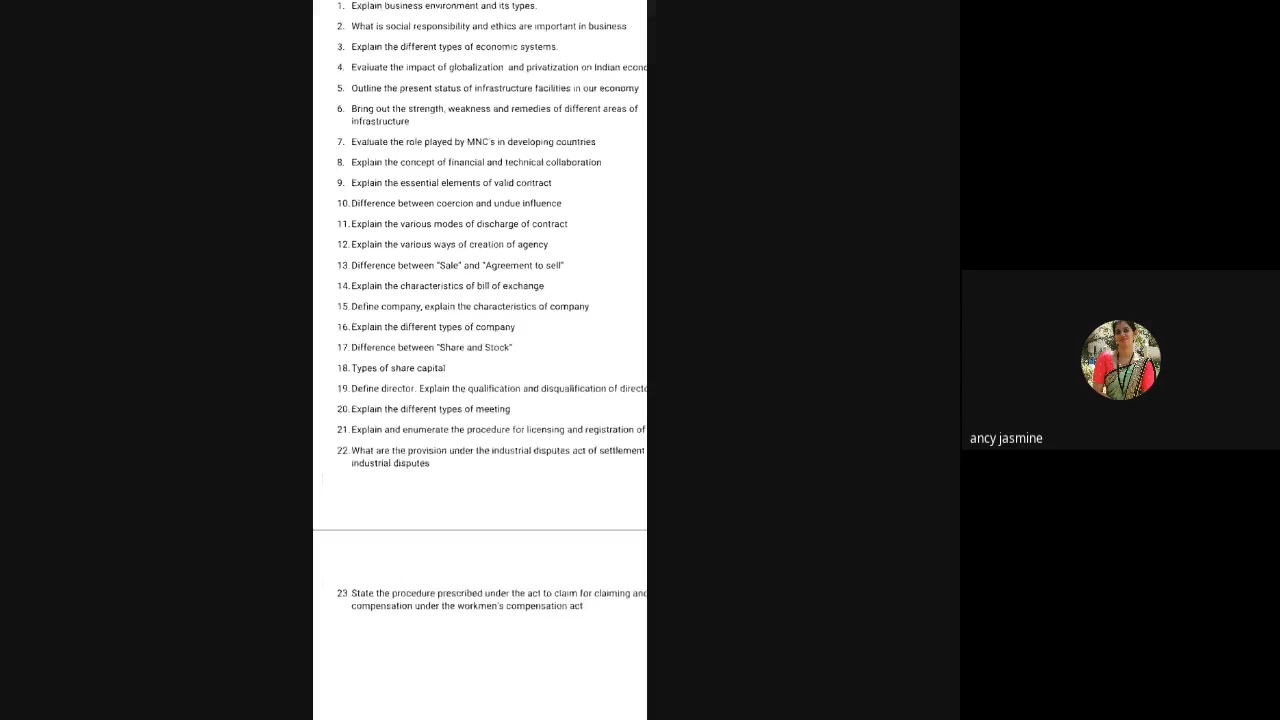 1. Explain business environment and its types.
2. What is social responsibility and ethics are important in business
3. Explain the different types of economic systems.
4. Evaluate the impact of globalization and privatization on Indian econo
5. Outline the present status of infrastructure facilities in our economy
6. Bring out the strength, weakness and remedies of different areas of
infrastructure
7. Evaluate the role played by MNC's in developing countries
8. Explain the concept of financial and technical collaboration
9. Explain the essential elements of valid contract
10. Difference between coercion and undue influence
11. Explain the various modes of discharge of contract
12. Explain the various ways of creation of agency
13. Difference between "Sale" and "Agreement to sell"
14. Explain the characteristics of bill of exchange
15. Define company, explain the characteristics of company
16. Explain the different types of company
17. Difference between "Share and Stock"
18. Types of share capital
19. Define director. Explain the qualification and disqualification of directo
20. Explain the different types of meeting
21. Explain and enumerate the procedure for licensing and registration of
22. What are the provision under the industrial disputes act of settlement
industrial disputes
23 State the procedure prescribed under the act to claim for claiming and
compensation under the workmen's compensation act
ancy jasmine